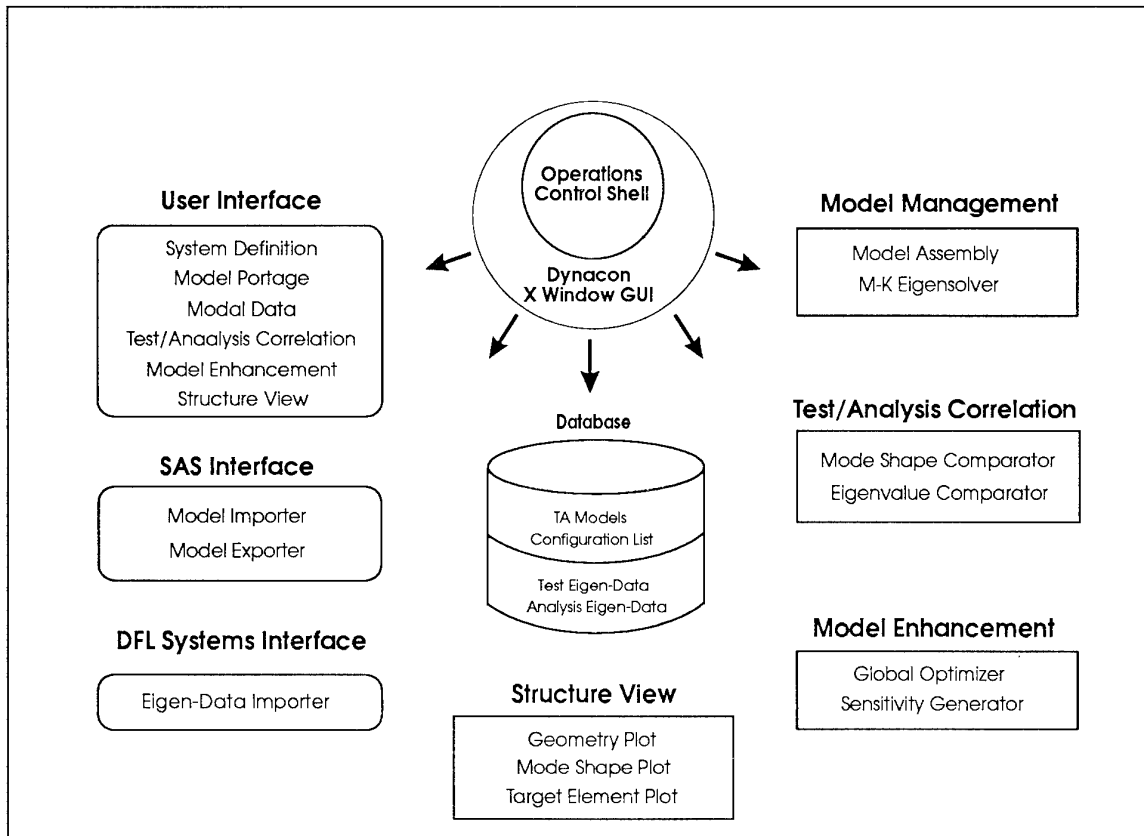 Operations
Control Shell
Dynacon
X Window GUI
User Interface
System Definition
Model Portage
Modal Data
Test/Anaalysis Correlation
Model Enhancement
Structure View
SAS Interface
Model Importer
Model Exporter
DFL Systems Interface
Eigen-Data Importer
Database
TA Models
Configuration List
Test Eigen-Data
Analysis Eigen-Data
Structure View
Geometry Plot
Mode Shape Plot
Target Element Plot
Model Management
Model Assembly
M-K Eigensolver
Test/Analysis Correlation
Mode Shape Comparator
Eigenvalue Comparator
Model Enhancement
Global Optimizer
Sensitivity Generator